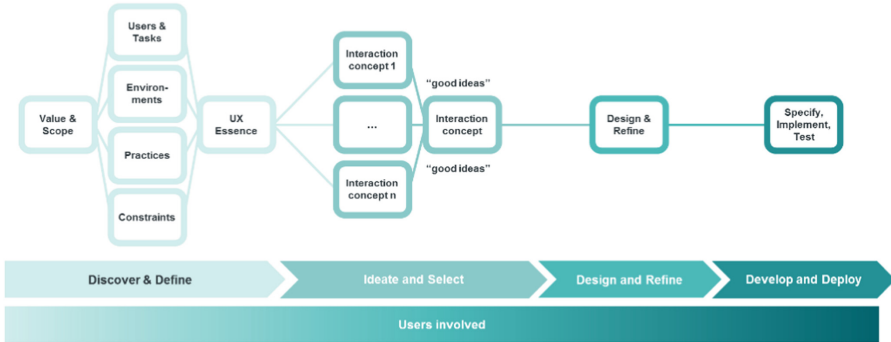 Users &
Tasks
Environ-
ments
Value &
Scope
Practices
Constraints
UX
Essence
Interaction
concept 1
...
Interaction
concept n
“good ideas”
Interaction
concept
“good ideas”
Design &
Refine
Specify,
Implement,
Test
Discover & Define
Ideate and Select
Design and Refine
Develop and Deploy
Users involved